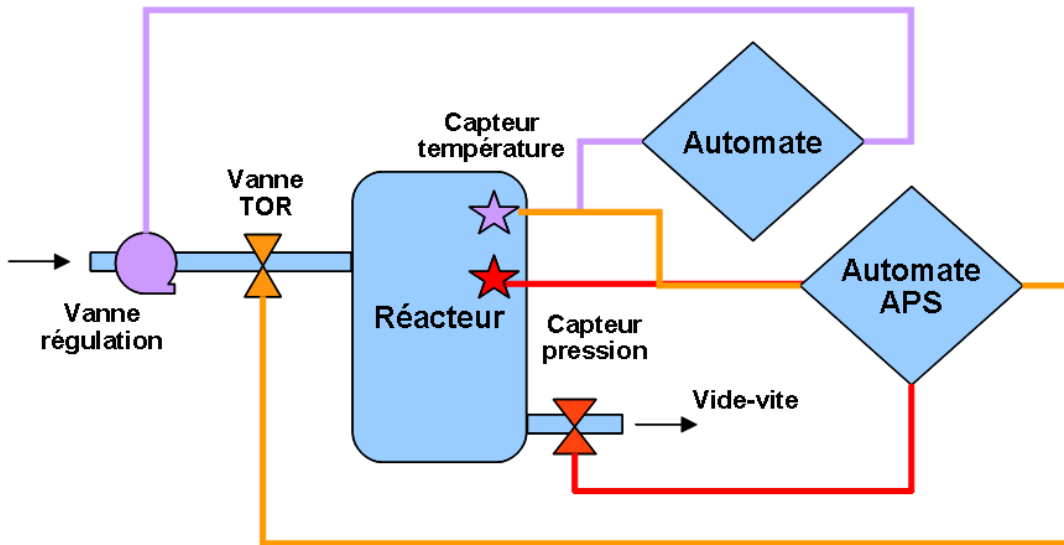 Capteur
température
Automate
Vanne
TOR
Automate
APS
Vanne
régulation
Réacteur
Capteur
pression
Vide-vite